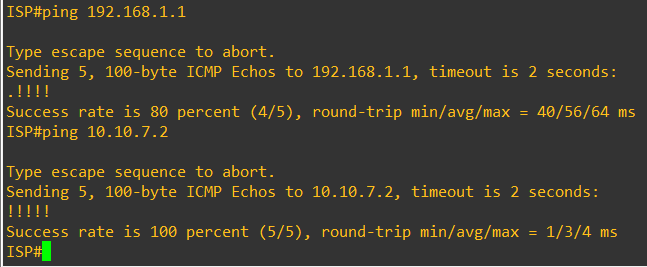 ISP#ping 192.168.1.1
Type escape sequence to abort.
Sending 5, 100-byte ICMP Echos to 192.168.1.1, timeout is 2 seconds:
.!!!!
Success rate is 80 percent (4/5), round-trip min/avg/max = 40/56/64 ms
ISP#ping 10.10.7.2
Type escape sequence to abort.
Sending 5, 100-byte ICMP Echos to 10.10.7.2, timeout is 2 seconds:
!!!!!
Success rate is 100 percent (5/5), round-trip min/avg/max = 1/3/4 ms
ISP#